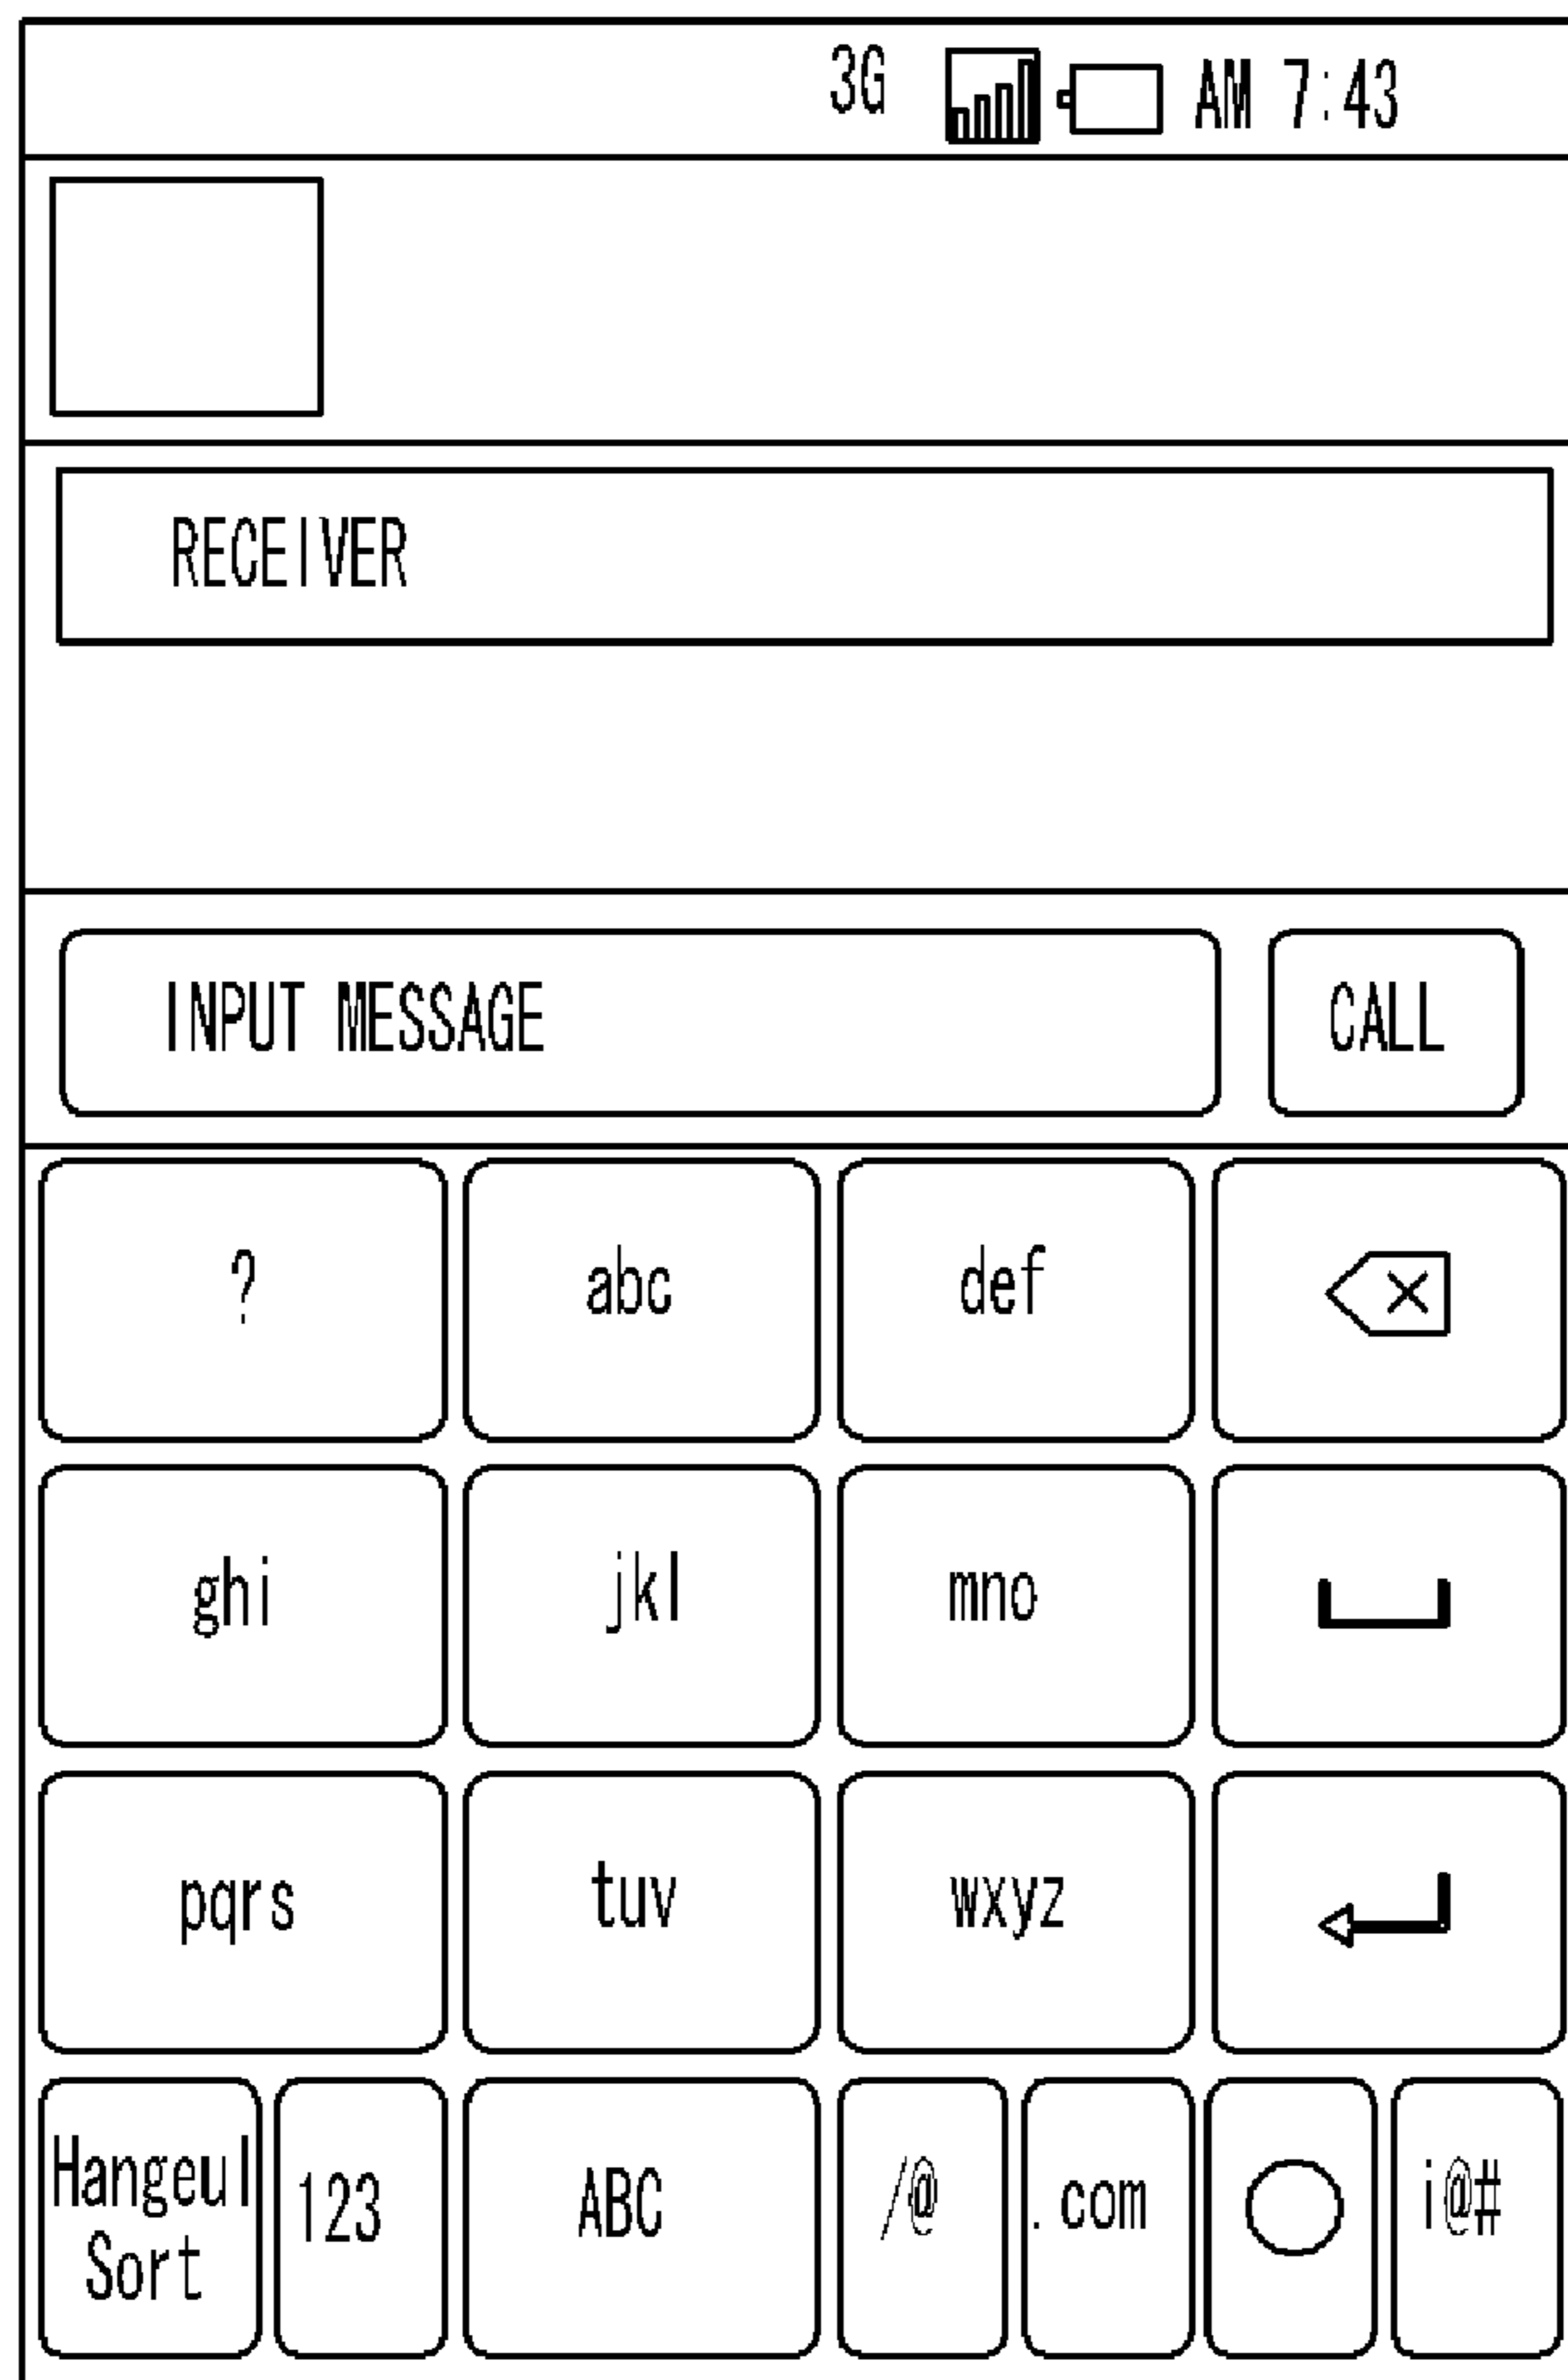 3G AM 7:43
RECEIVER
INPUT MESSAGE CALL
? abc def
ghi jkl mno
pqrs tuv wxyz
Hangeul Sort 123 ABC /@ .com i@#